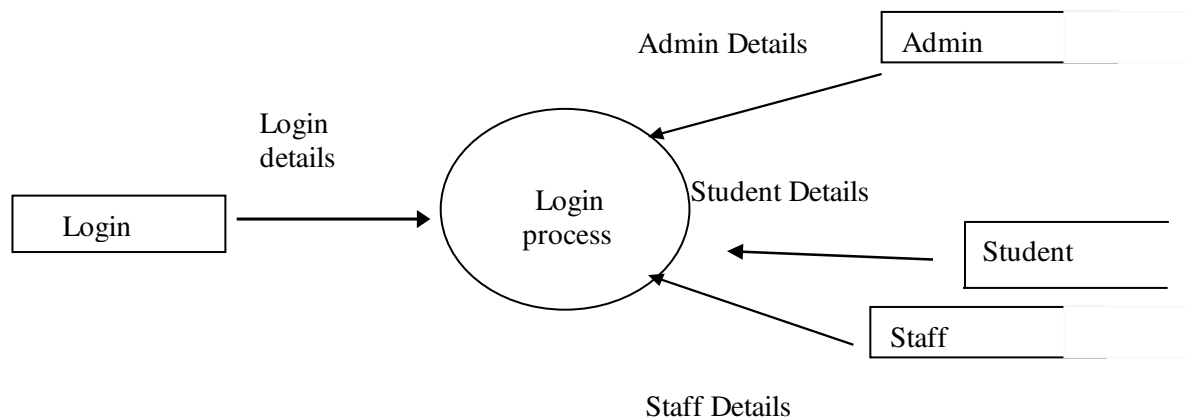 Admin Details
Admin
Login
details
Login
Login
process
Student Details
Student
Staff
Staff Details